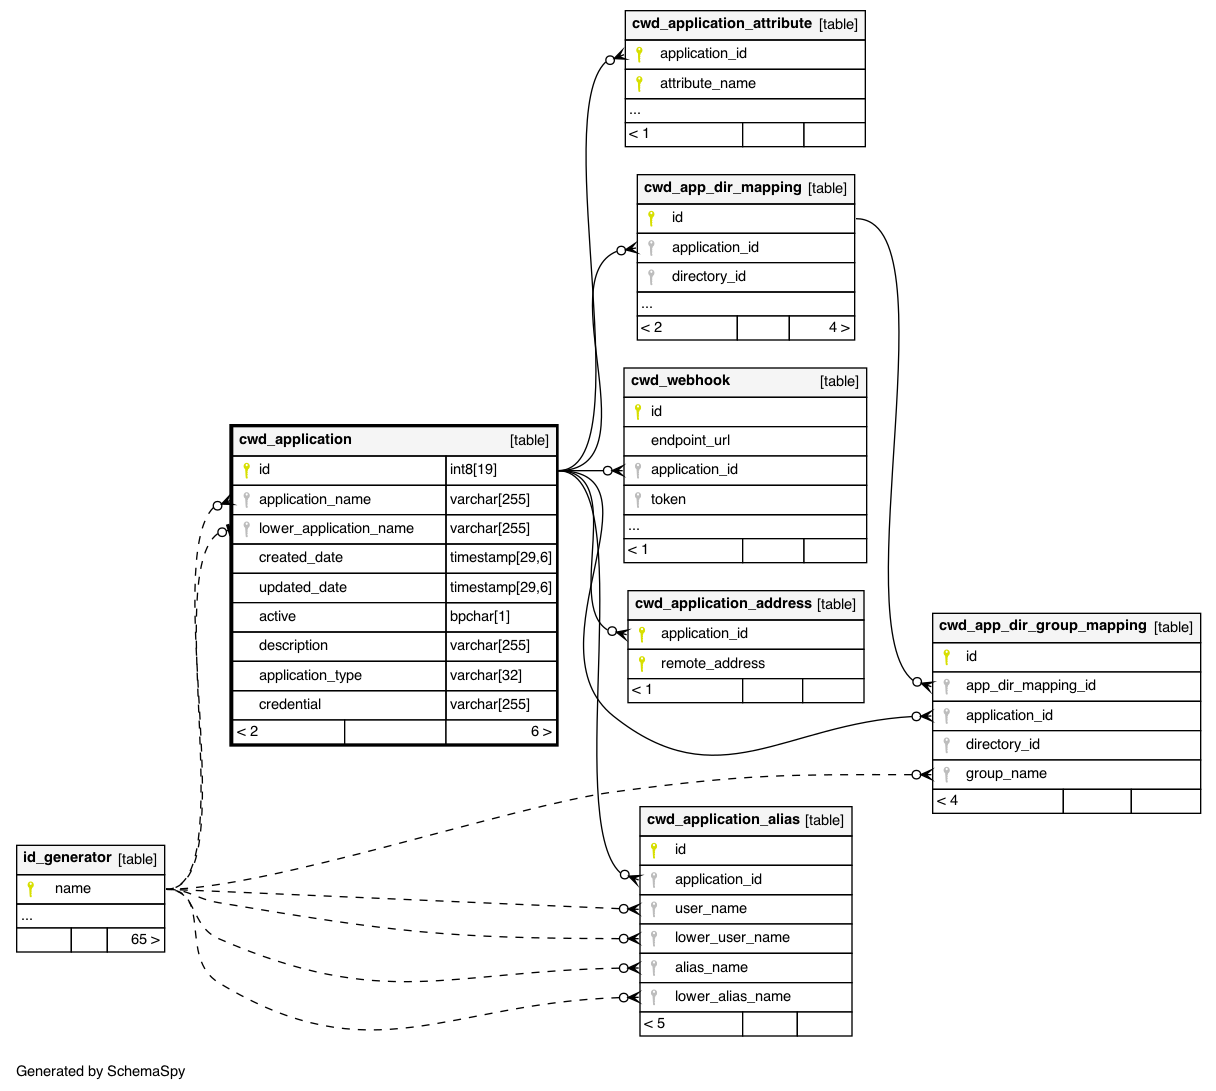 cwd_application_attribute [table]
application_id
attribute_name
...
< 1
cwd_app_dir_mapping [table]
id
application_id
directory_id
...
< 2 4 >
cwd_webhook [table]
id
endpoint_url
application_id
token
...
< 1
cwd_application [table]
id int8[19]
application_name varchar[255]
lower_application_name varchar[255]
created_date timestamp[29,6]
updated_date timestamp[29,6]
active bpchar[1]
description varchar[255]
application_type varchar[32]
credential varchar[255]
< 2 6 >
cwd_application_address [table]
application_id
remote_address
< 1
cwd_app_dir_group_mapping [table]
id
app_dir_mapping_id
application_id
directory_id
group_name
< 4
cwd_application_alias [table]
id
application_id
user_name
lower_user_name
alias_name
lower_alias_name
< 5
id_generator [table]
name
...
65 >
Generated by SchemaSpy